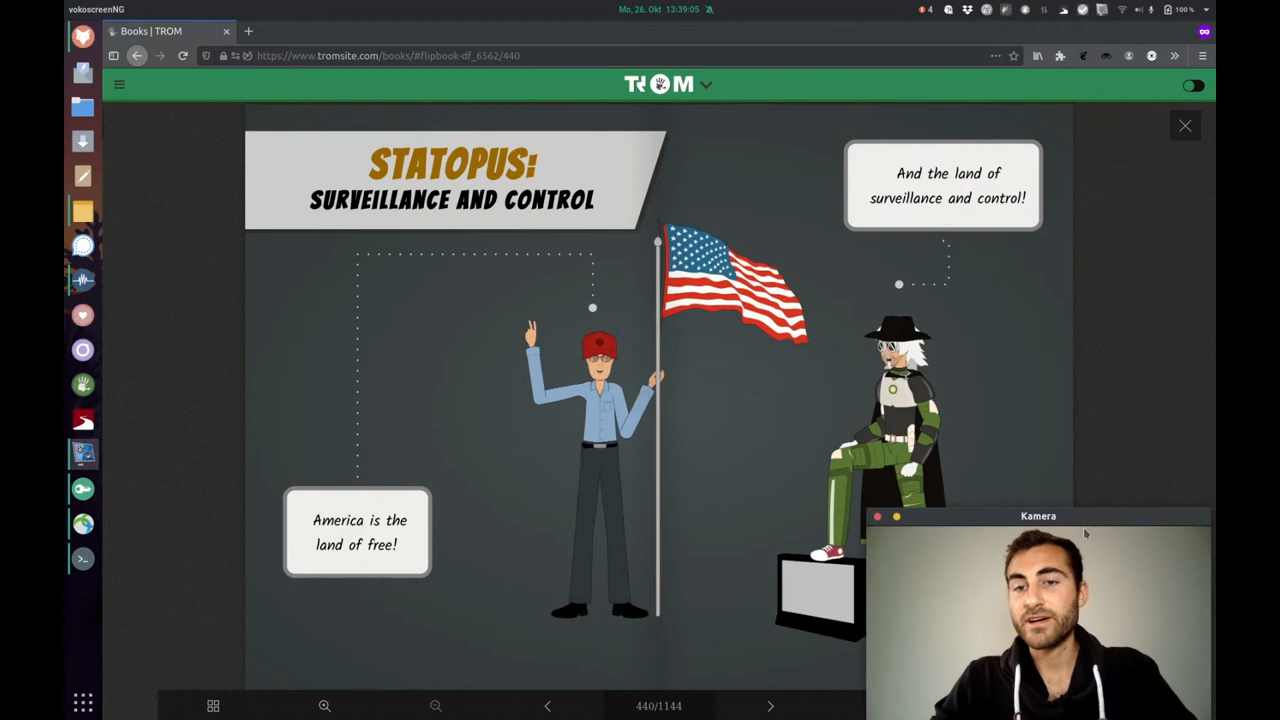 vokoscreenNG
Mo, 26. Okt 13:39:05
4
100 %
Books | TROM
https://www.tromsite.com/books/#flipbook-df_6562/440
TROM
STATOPUS:
SURVEILLANCE AND CONTROL
And the land of
surveillance and control!
America is the
land of free!
Kamera
440/1144